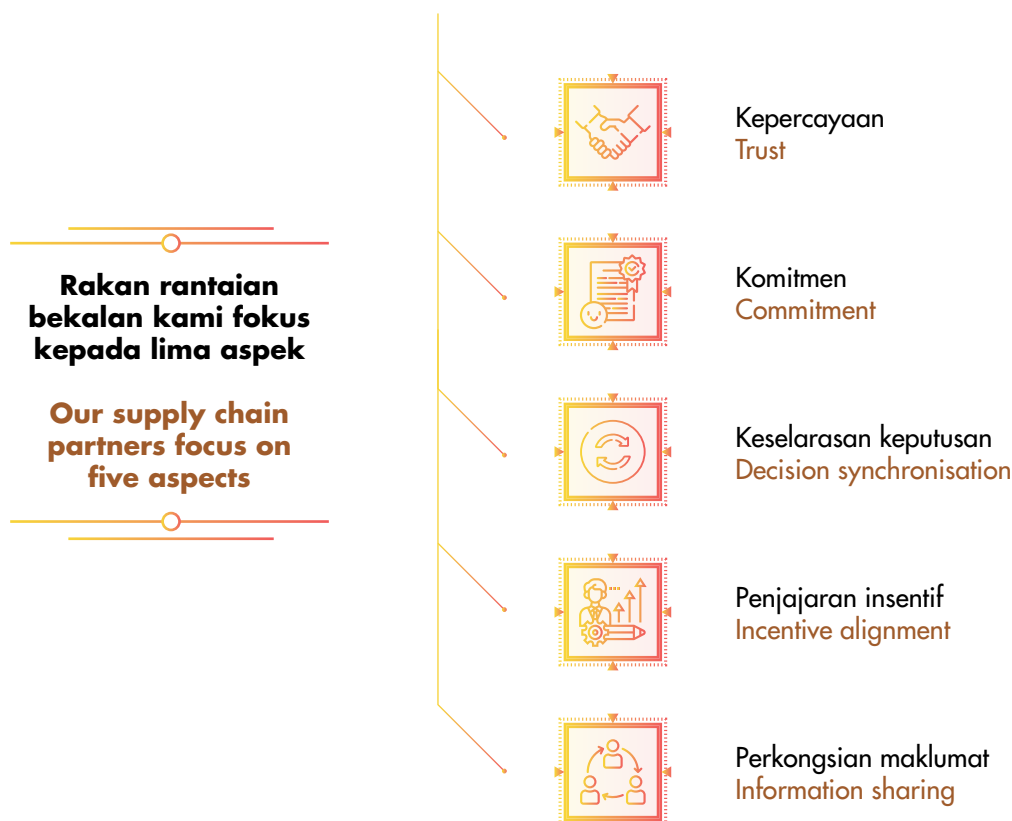 Rakan rantaian
bekalan kami fokus
kepada lima aspek
Our supply chain
partners focus on
five aspects
Kepercayaan
Trust
Komitmen
Commitment
Keselarasan keputusan
Decision synchronisation
Penjajaran insentif
Incentive alignment
Perkongsian maklumat
Information sharing